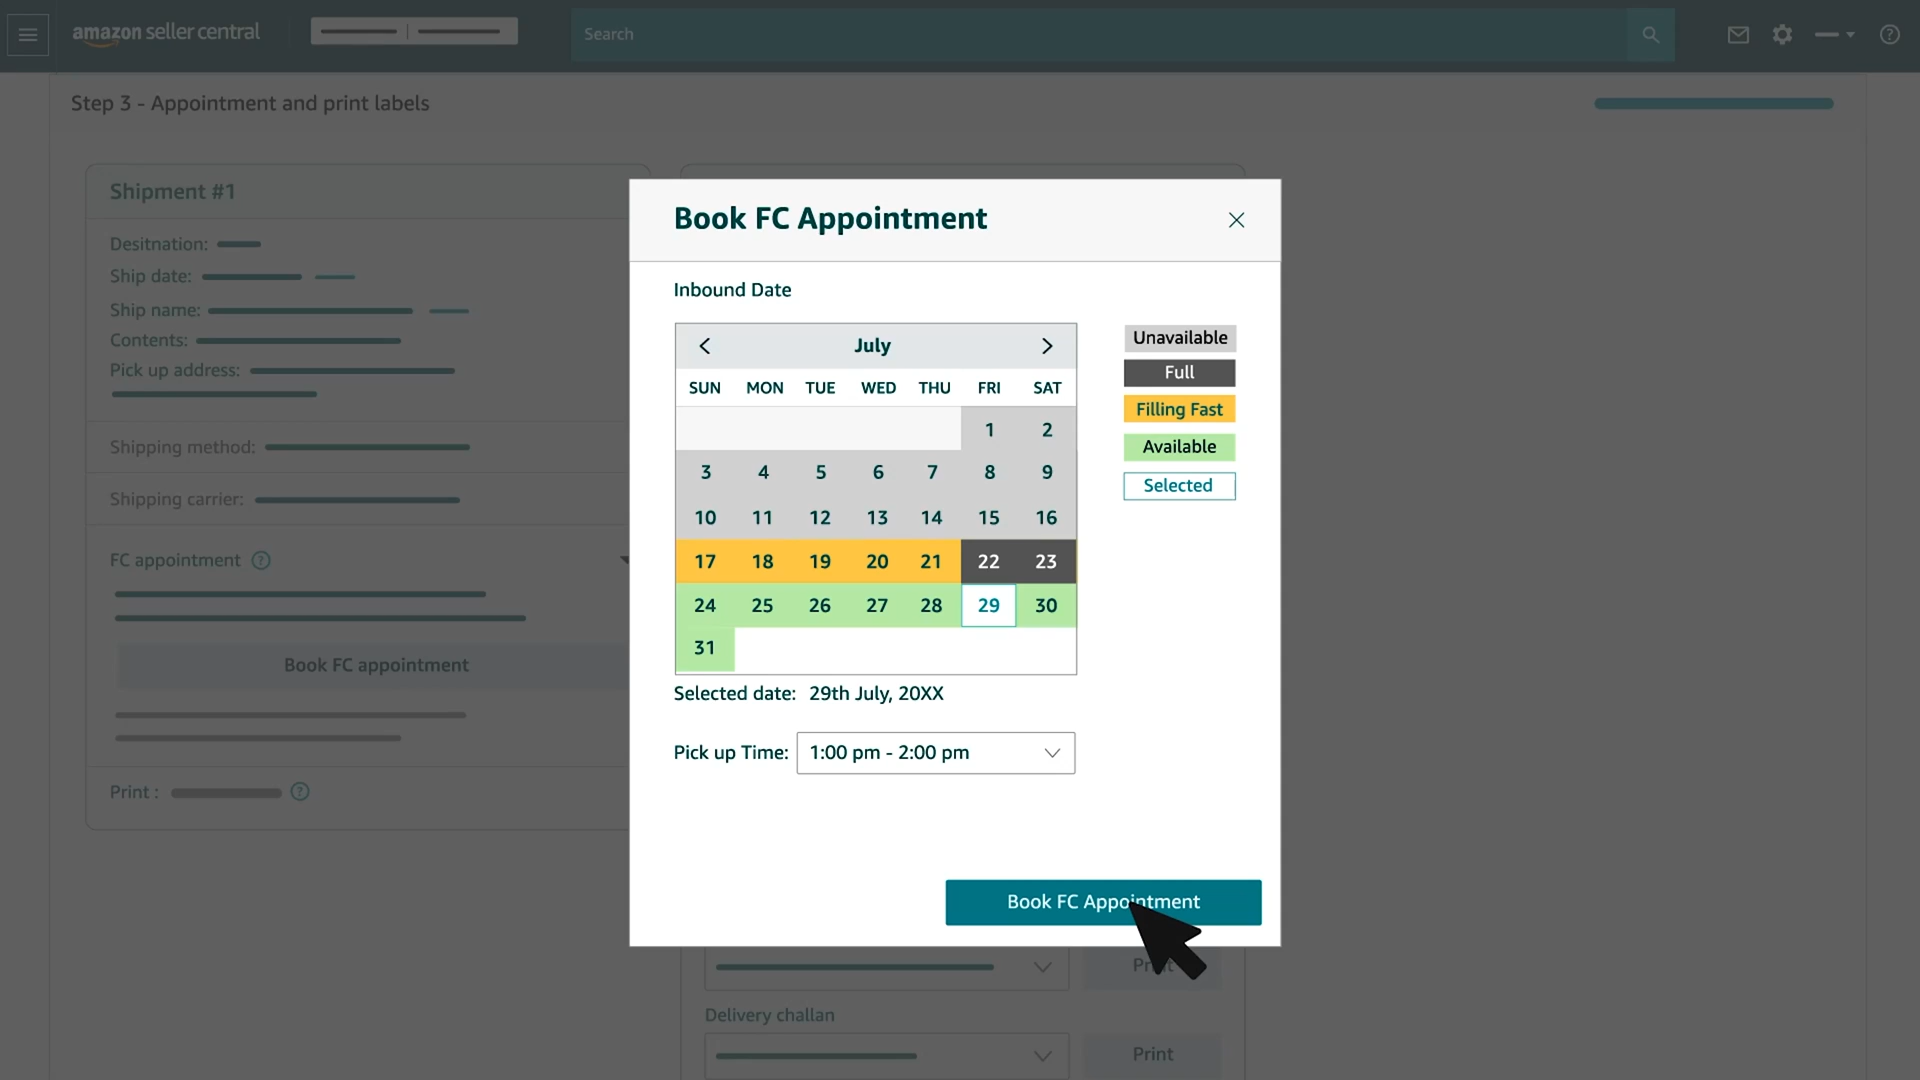 amazon seller central
Search
Step 3 - Appointment and print labels
Shipment #1
Desitnation:
Ship date:
Ship name:
Contents:
Pick up address:
Shipping method:
Shipping carrier:
FC appointment ?
Book FC appointment
Print : ?
Book FC Appointment
Inbound Date
July
SUN MON TUE WED THU FRI SAT
1 2
3 4 5 6 7 8 9
10 11 12 13 14 15 16
17 18 19 20 21 22 23
24 25 26 27 28 29 30
31
Unavailable
Full
Filling Fast
Available
Selected
Selected date: 29th July, 20XX
Pick up Time: 1:00 pm - 2:00 pm
Book FC Appointment
Print
Delivery challan
Print